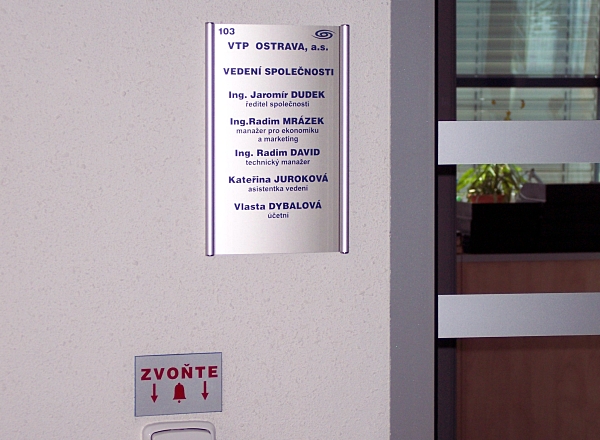 103
VTP OSTRAVA, a.s.
VEDENÍ SPOLEČNOSTI
Ing. Jaromír DUDEK
ředitel společnosti
Ing.Radim MRÁZEK
manažer pro ekonomiku
a marketing
Ing. Radim DAVID
technický manažer
Kateřina JUROKOVÁ
asistentka vedení
Vlasta DYBALOVÁ
účetní
ZVOŇTE